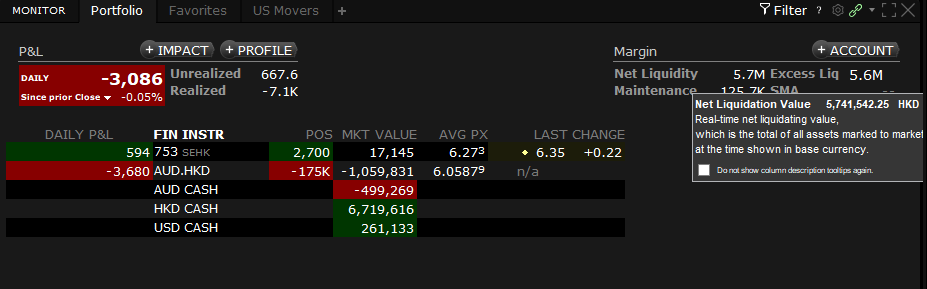 MONITOR Portfolio Favorites US Movers + Filter ?
P&L + IMPACT + PROFILE Margin + ACCOUNT
DAILY -3,086 Unrealized 667.6 Net Liquidity 5.7M Excess Liq 5.6M
Since prior Close -0.05% Realized -7.1K Maintenance 125.7K SMA --
Net Liquidation Value 5,741,542.25 HKD
Real-time net liquidating value,
which is the total of all assets marked to market
at the time shown in base currency.
Do not show column description tooltips again.
DAILY P&L FIN INSTR POS MKT VALUE AVG PX LAST CHANGE
594 753 SEHK 2,700 17,145 6.273 6.35 +0.22
-3,680 AUD.HKD -175K -1,059,831 6.05879 n/a
AUD CASH -499,269
HKD CASH 6,719,616
USD CASH 261,133